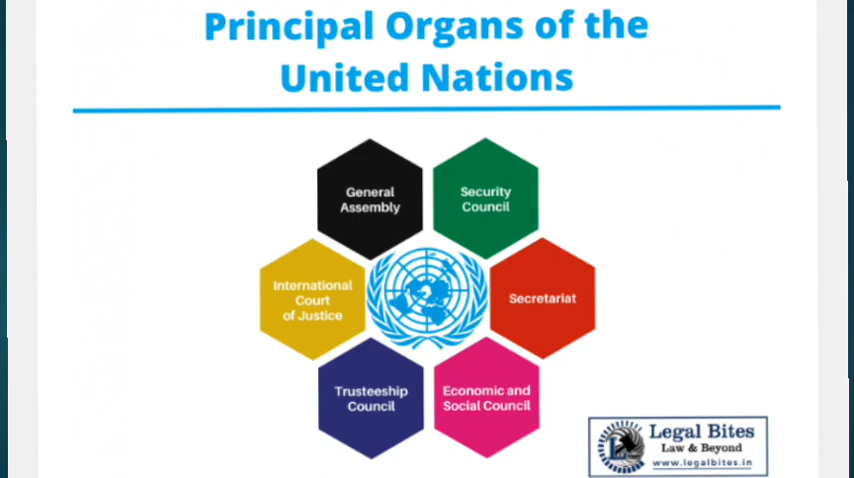 Principal Organs of the
United Nations
General
Assembly
Security
Council
International
Court
of Justice
Secretariat
Trusteeship
Council
Economic and
Social Council
Legal Bites
Law & Beyond
www.legalbites.in